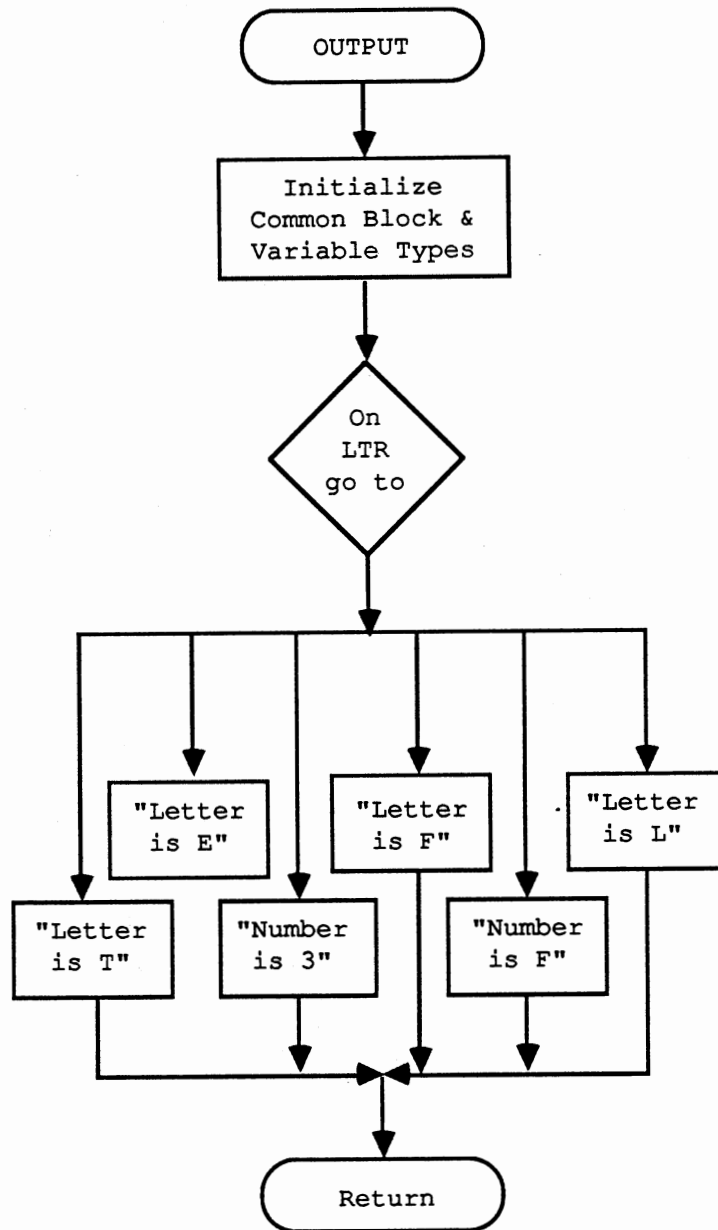 OUTPUT
Initialize
Common Block &
Variable Types
On
LTR
go to
"Letter
is E"
"Letter
is F"
"Letter
is L"
"Letter
is T"
"Number
is 3"
"Number
is F"
Return